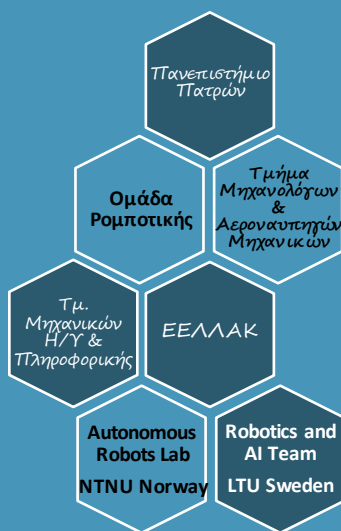 Πανεπιστήμιο
Πατρών
Ομάδα
Ρομποτικής
Τμήμα
Μηχανολόγων
&
Αεροναυπηγών
Μηχανικών
Τμ.
Μηχανικών
Η/Υ &
Πληροφορικής
ΕΕΛΛΑΚ
Autonomous
Robots Lab
NTNU Norway
Robotics and
AI Team
LTU Sweden